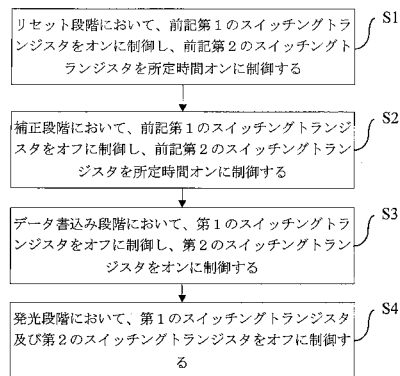 リセット段階において、前記第1のスイッチングトラ
ンジスタをオンに制御し、前記第2のスイッチングト
ランジスタを所定時間オンに制御する
S1
補正段階において、前記第1のスイッチングトランジ
スタをオフに制御し、前記第2のスイッチングトラン
ジスタを所定時間オンに制御する
S2
データ書込み段階において、第1のスイッチングトラ
ンジスタをオフに制御し、第2のスイッチングトラン
ジスタをオンに制御する
S3
発光段階において、第1のスイッチングトランジスタ
及び第2のスイッチングトランジスタをオフに制御す
る
S4